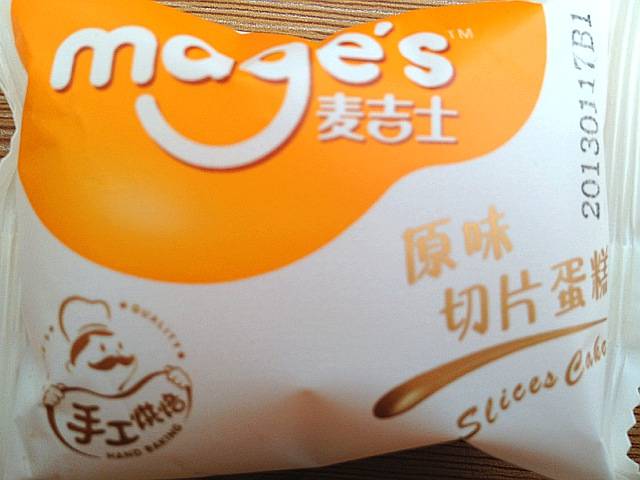 mage's™
麦吉士
20130117B1
原味
切片蛋糕
Slices Cake
QUALITY
手工烘焙
HAND BAKING